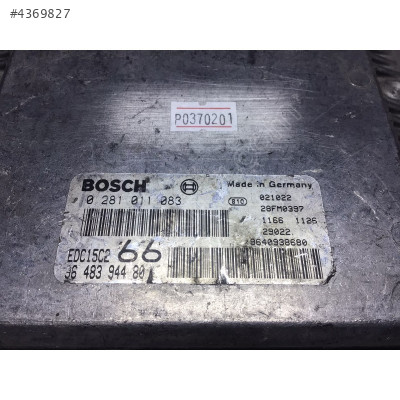 #4369827
P0370201
BOSCH Made in Germany
0 281 011 083
021022
28FM0397
1166 1126
29022
9640938680
EDC15C2 66
96 483 944 80